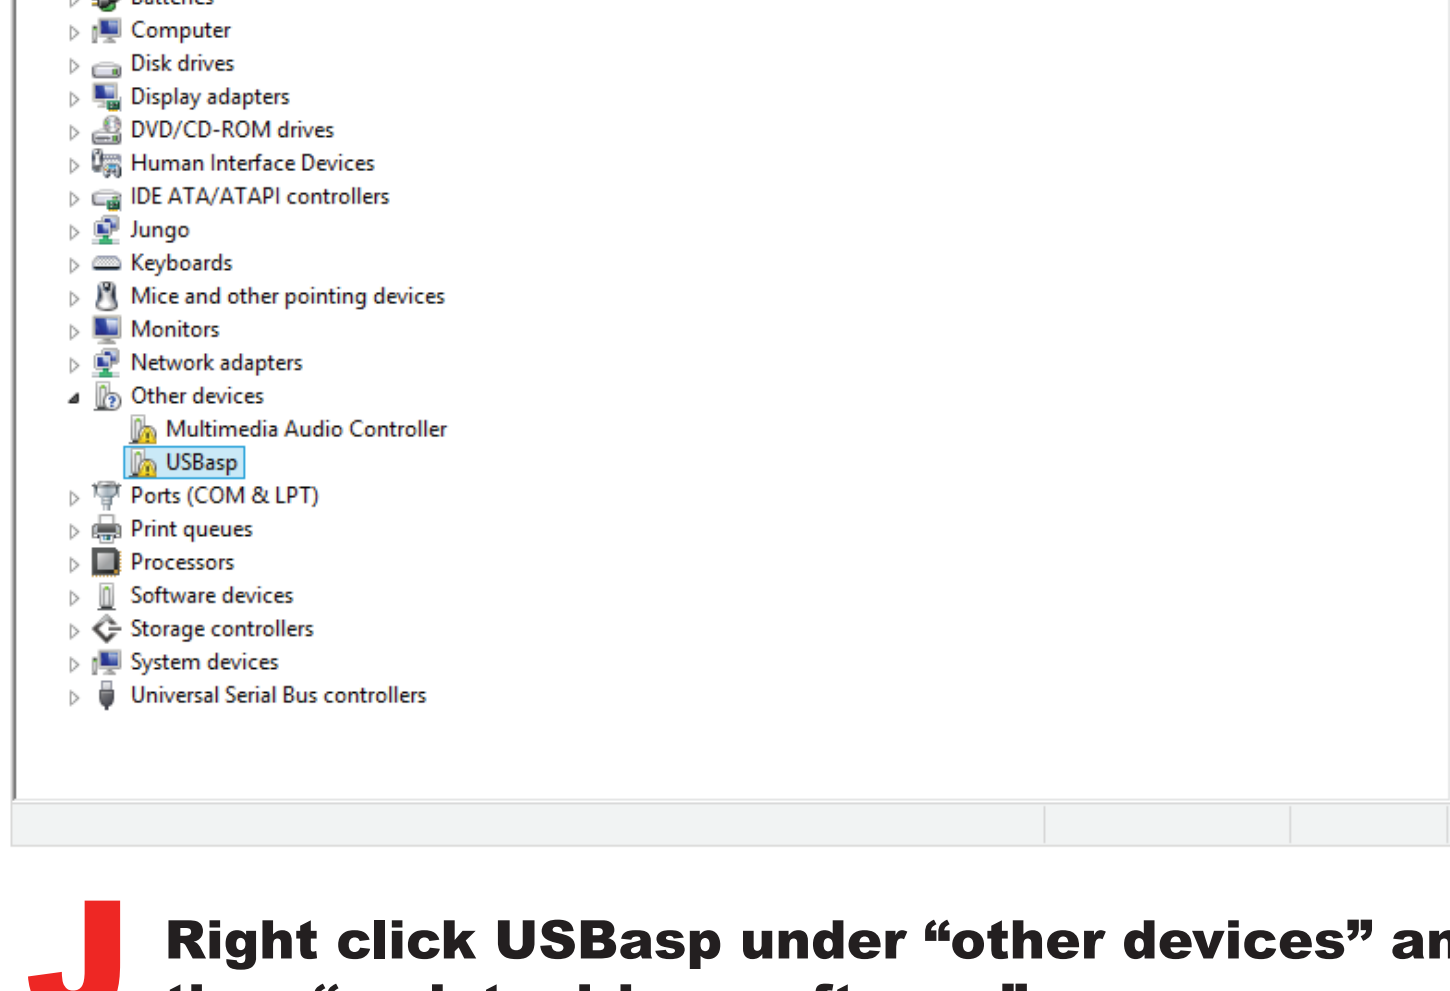 Batteries
Computer
Disk drives
Display adapters
DVD/CD-ROM drives
Human Interface Devices
IDE ATA/ATAPI controllers
Jungo
Keyboards
Mice and other pointing devices
Monitors
Network adapters
Other devices
Multimedia Audio Controller
USBasp
Ports (COM & LPT)
Print queues
Processors
Software devices
Storage controllers
System devices
Universal Serial Bus controllers
J
Right click USBasp under “other devices” an